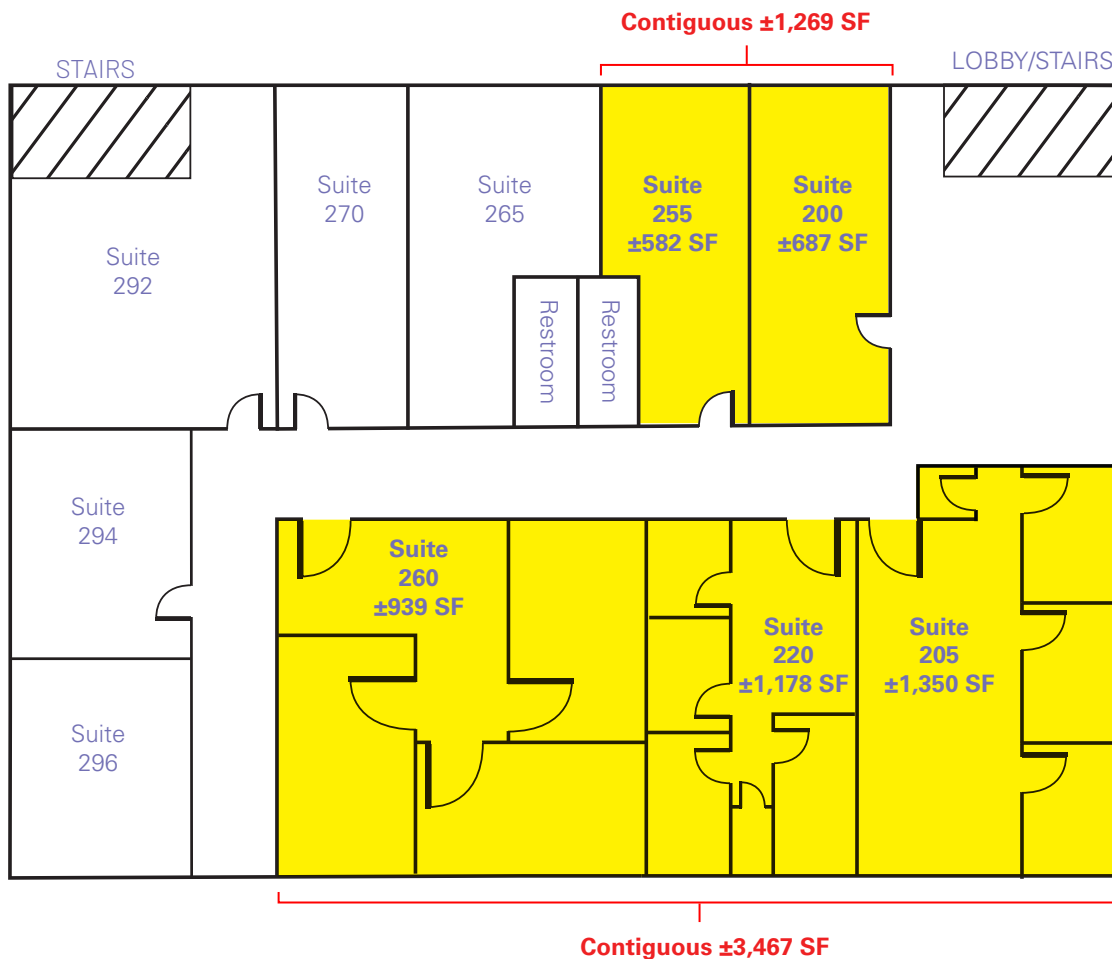 Contiguous ±1,269 SF
STAIRS
LOBBY/STAIRS
Suite
292
Suite
270
Suite
265
Suite
255
±582 SF
Suite
200
±687 SF
Restroom
Restroom
Suite
294
Suite
296
Suite
260
±939 SF
Suite
220
±1,178 SF
Suite
205
±1,350 SF
Contiguous ±3,467 SF